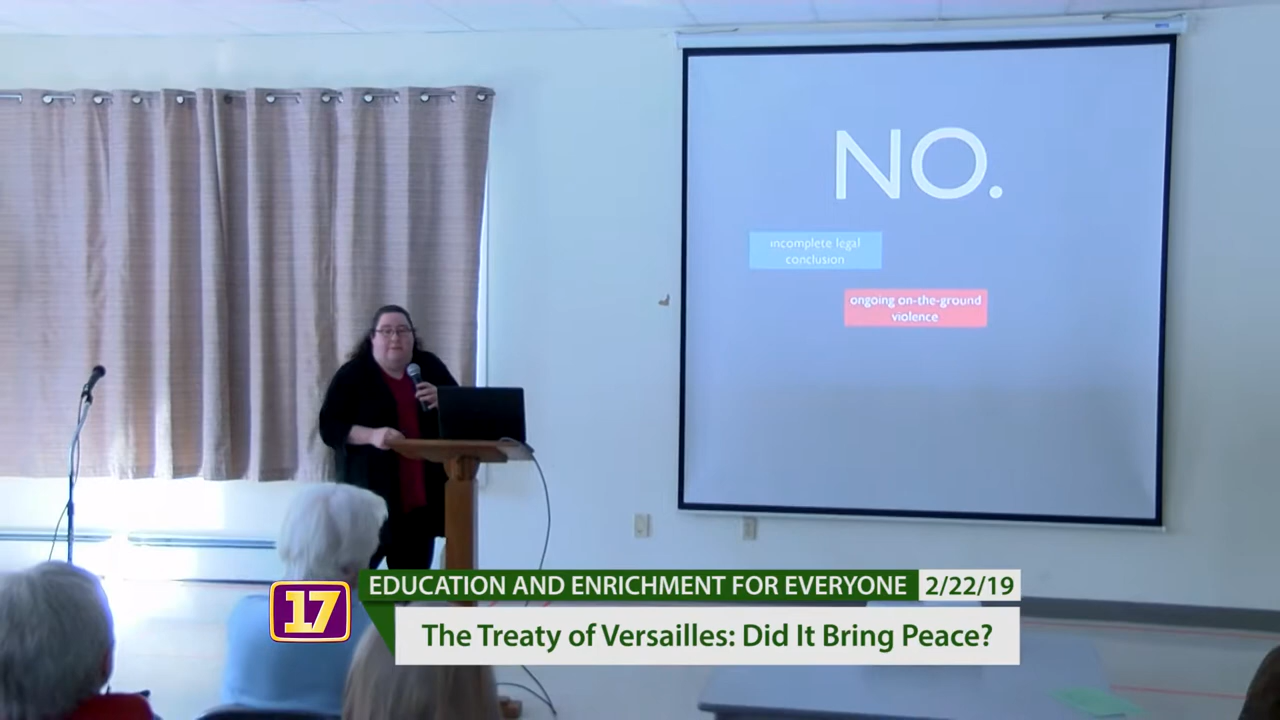 NO.
incomplete legal
conclusion
ongoing on-the-ground
violence
17
EDUCATION AND ENRICHMENT FOR EVERYONE 2/22/19
The Treaty of Versailles: Did It Bring Peace?